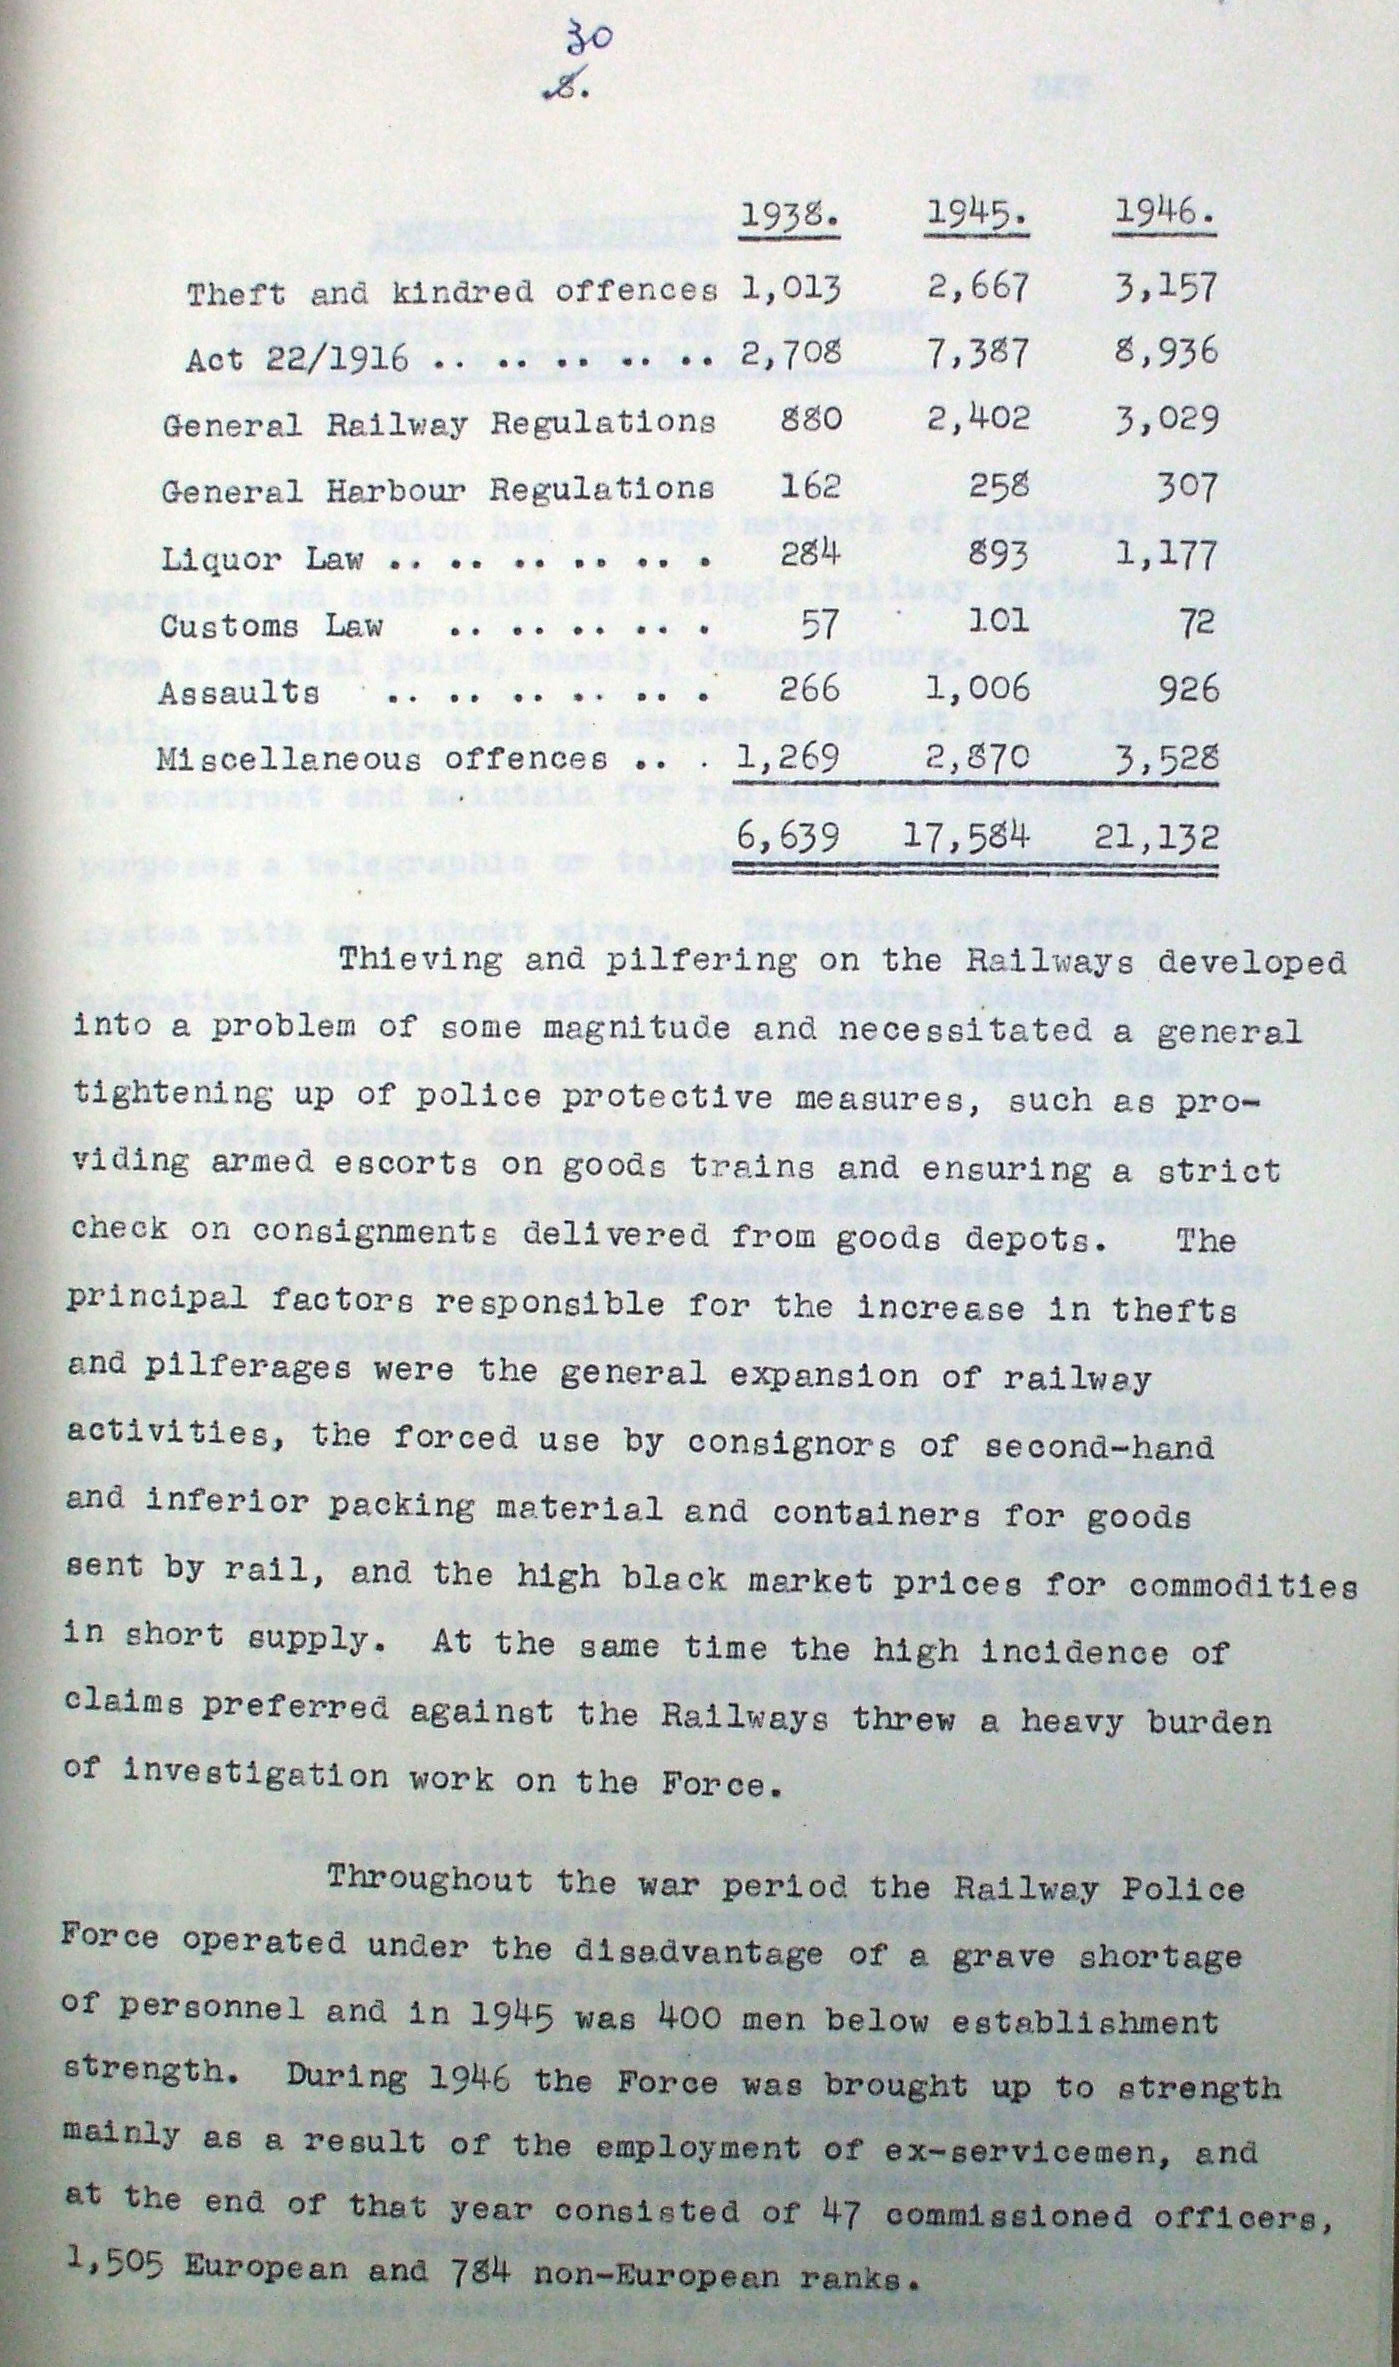 30
8.
1938. 1945. 1946.
Theft and kindred offences 1,013 2,667 3,157
Act 22/1916 .. .. .. .. .. 2,708 7,387 8,936
General Railway Regulations 880 2,402 3,029
General Harbour Regulations 162 258 307
Liquor Law .. .. .. .. .. . 284 893 1,177
Customs Law .. .. .. .. . 57 101 72
Assaults .. .. .. .. .. . 266 1,006 926
Miscellaneous offences .. . 1,269 2,870 3,528
6,639 17,584 21,132
Thieving and pilfering on the Railways developed
into a problem of some magnitude and necessitated a general
tightening up of police protective measures, such as pro-
viding armed escorts on goods trains and ensuring a strict
check on consignments delivered from goods depots. The
principal factors responsible for the increase in thefts
and pilferages were the general expansion of railway
activities, the forced use by consignors of second-hand
and inferior packing material and containers for goods
sent by rail, and the high black market prices for commodities
in short supply. At the same time the high incidence of
claims preferred against the Railways threw a heavy burden
of investigation work on the Force.
Throughout the war period the Railway Police
Force operated under the disadvantage of a grave shortage
of personnel and in 1945 was 400 men below establishment
strength. During 1946 the Force was brought up to strength
mainly as a result of the employment of ex-servicemen, and
at the end of that year consisted of 47 commissioned officers,
1,505 European and 784 non-European ranks.